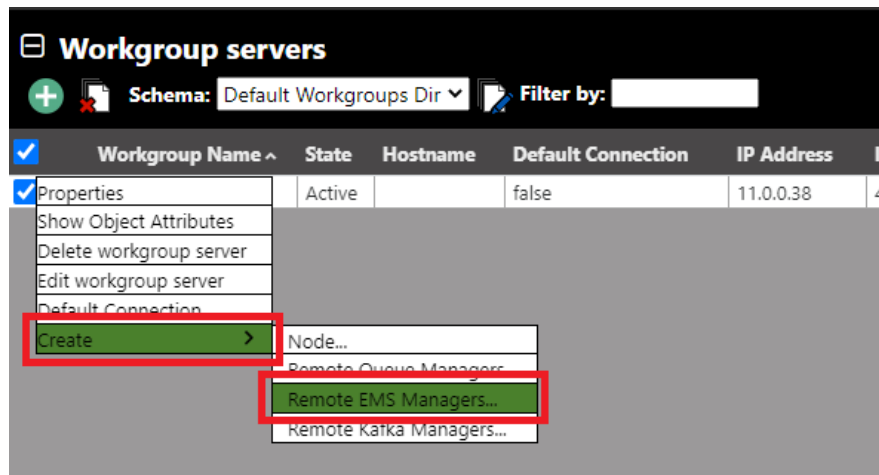 Workgroup servers
Schema: Default Workgroups Dir Filter by:
Workgroup Name State Hostname Default Connection IP Address
Properties Active false 11.0.0.38
Show Object Attributes
Delete workgroup server
Edit workgroup server
Default Connection
Create
Node...
Remote Queue Managers
Remote EMS Managers...
Remote Kafka Managers...